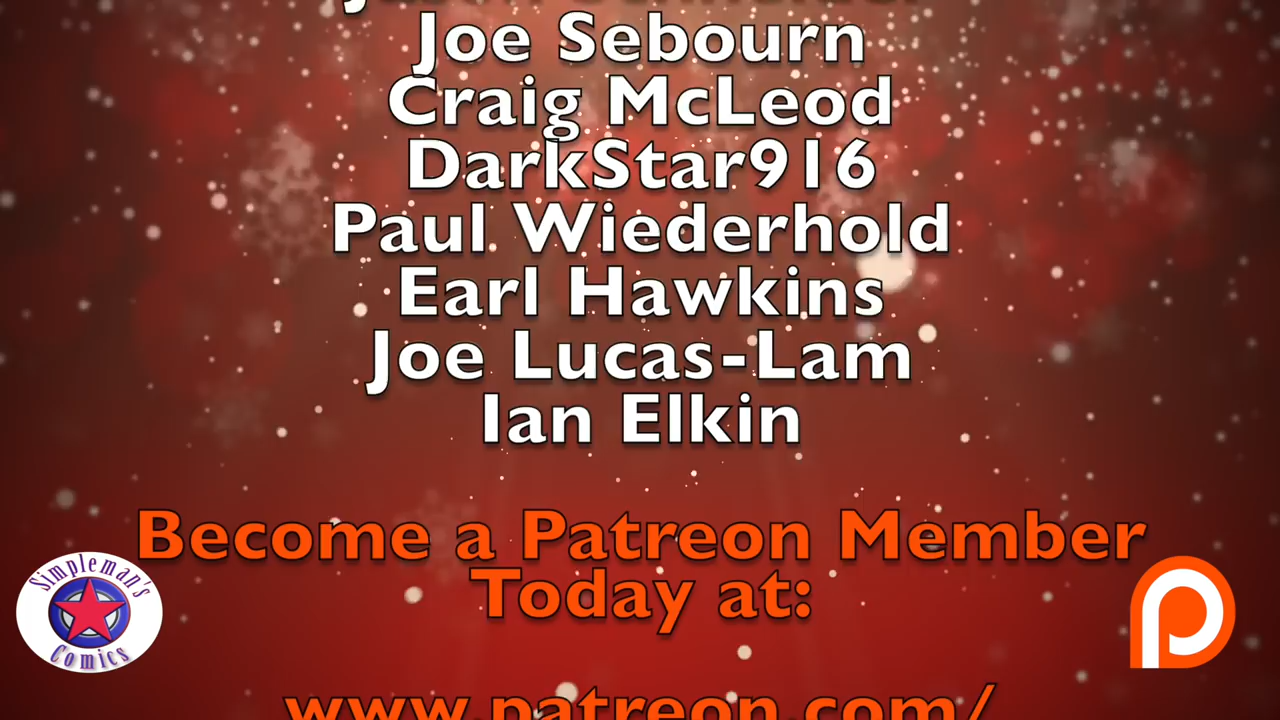 Joe Sebourn
Craig McLeod
DarkStar916
Paul Wiederhold
Earl Hawkins
Joe Lucas-Lam
Ian Elkin
Become a Patreon Member
Today at:
Simpleman's
Comics
www.patreon.com/